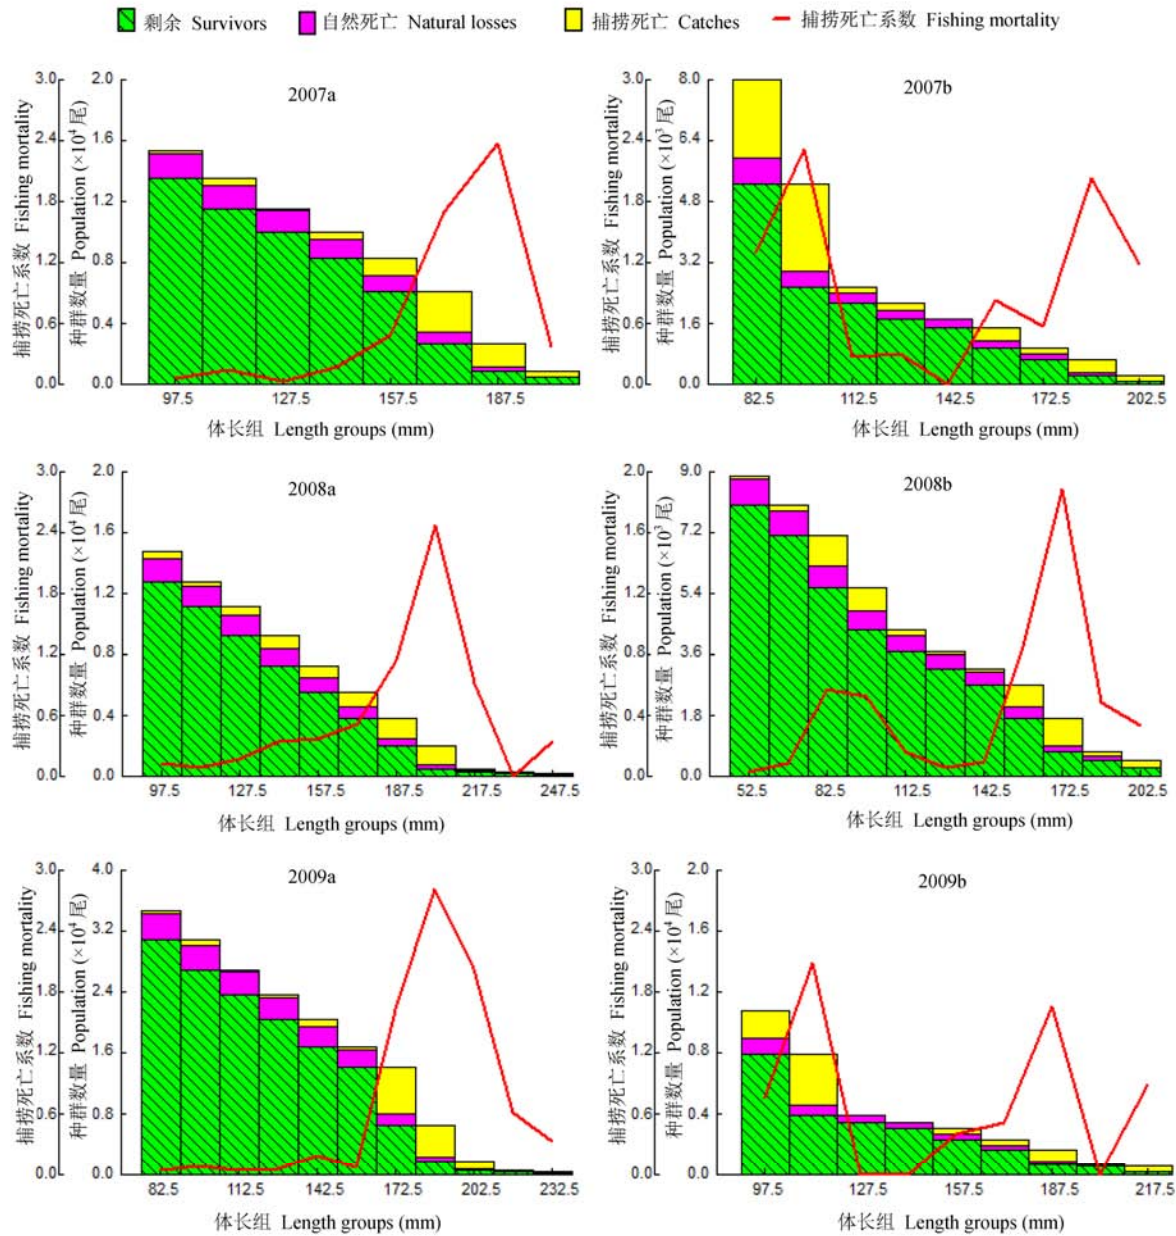 剩余 Survivors 自然死亡 Natural losses 捕捞死亡 Catches 捕捞死亡系数 Fishing mortality
2007a
捕捞死亡系数 Fishing mortality
种群数量 Population (×10⁴尾)
3.0 2.4 1.8 1.2 0.6 0.0
2.0 1.6 1.2 0.8 0.4 0.0
97.5 127.5 157.5 187.5
体长组 Length groups (mm)
2007b
捕捞死亡系数 Fishing mortality
种群数量 Population (×10³尾)
3.0 2.4 1.8 1.2 0.6 0.0
8.0 6.4 4.8 3.2 1.6 0.0
82.5 112.5 142.5 172.5 202.5
体长组 Length groups (mm)
2008a
捕捞死亡系数 Fishing mortality
种群数量 Population (×10⁴尾)
3.0 2.4 1.8 1.2 0.6 0.0
2.0 1.6 1.2 0.8 0.4 0.0
97.5 127.5 157.5 187.5 217.5 247.5
体长组 Length groups (mm)
2008b
捕捞死亡系数 Fishing mortality
种群数量 Population (×10³尾)
2.0 1.6 1.2 0.8 0.4 0.0
9.0 7.2 5.4 3.6 1.8 0.0
52.5 82.5 112.5 142.5 172.5 202.5
体长组 Length groups (mm)
2009a
捕捞死亡系数 Fishing mortality
种群数量 Population (×10⁴尾)
3.0 2.4 1.8 1.2 0.6 0.0
4.0 3.2 2.4 1.6 0.8 0.0
82.5 112.5 142.5 172.5 202.5 232.5
体长组 Length groups (mm)
2009b
捕捞死亡系数 Fishing mortality
种群数量 Population (×10⁴尾)
3.0 2.4 1.8 1.2 0.6 0.0
2.0 1.6 1.2 0.8 0.4 0.0
97.5 127.5 157.5 187.5 217.5
体长组 Length groups (mm)